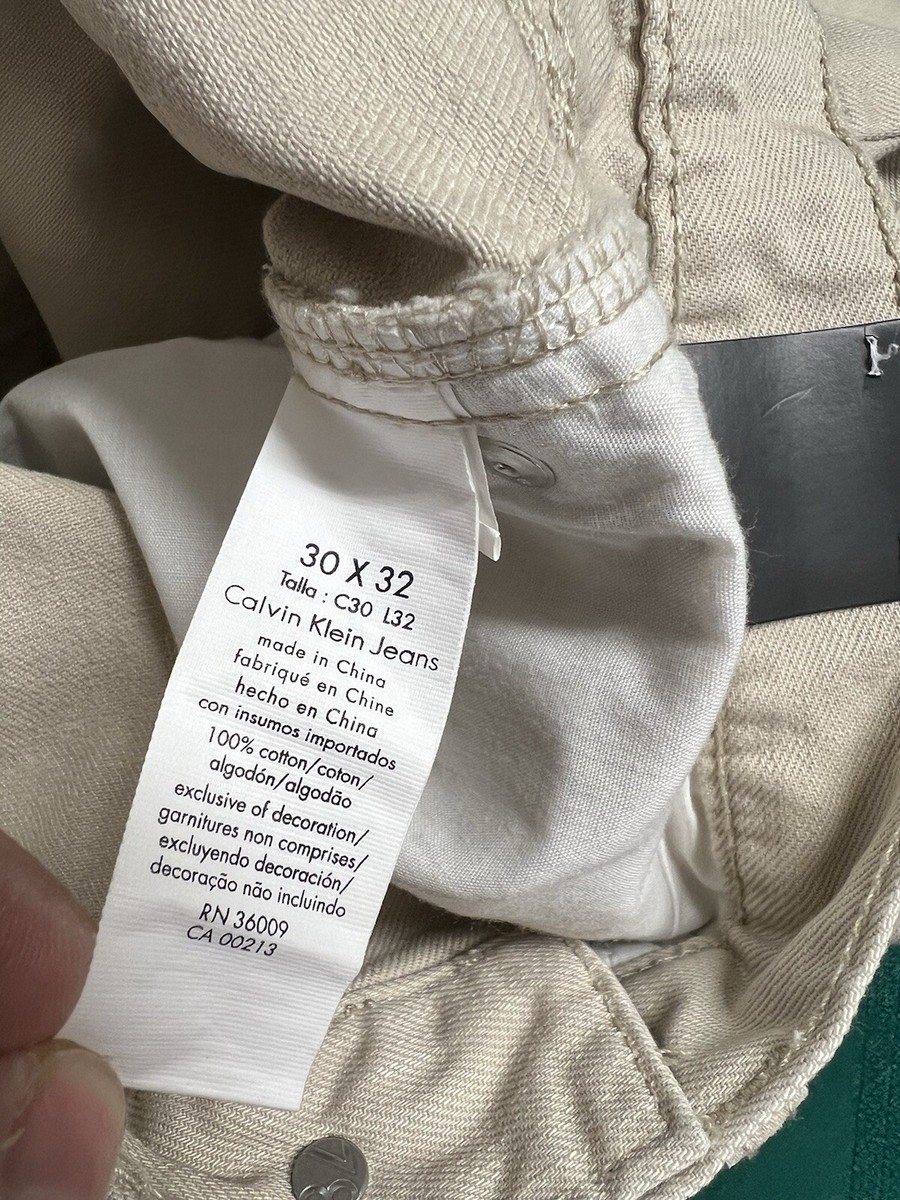 30 X 32
Talla : C30 L32
Calvin Klein Jeans
made in China
fabriqué en Chine
hecho en China
con insumos importados
100% cotton/coton/
algodón/algodão
exclusive of decoration/
garnitures non comprises/
excluyendo decoración/
decoração não incluindo
RN 36009
CA 00213